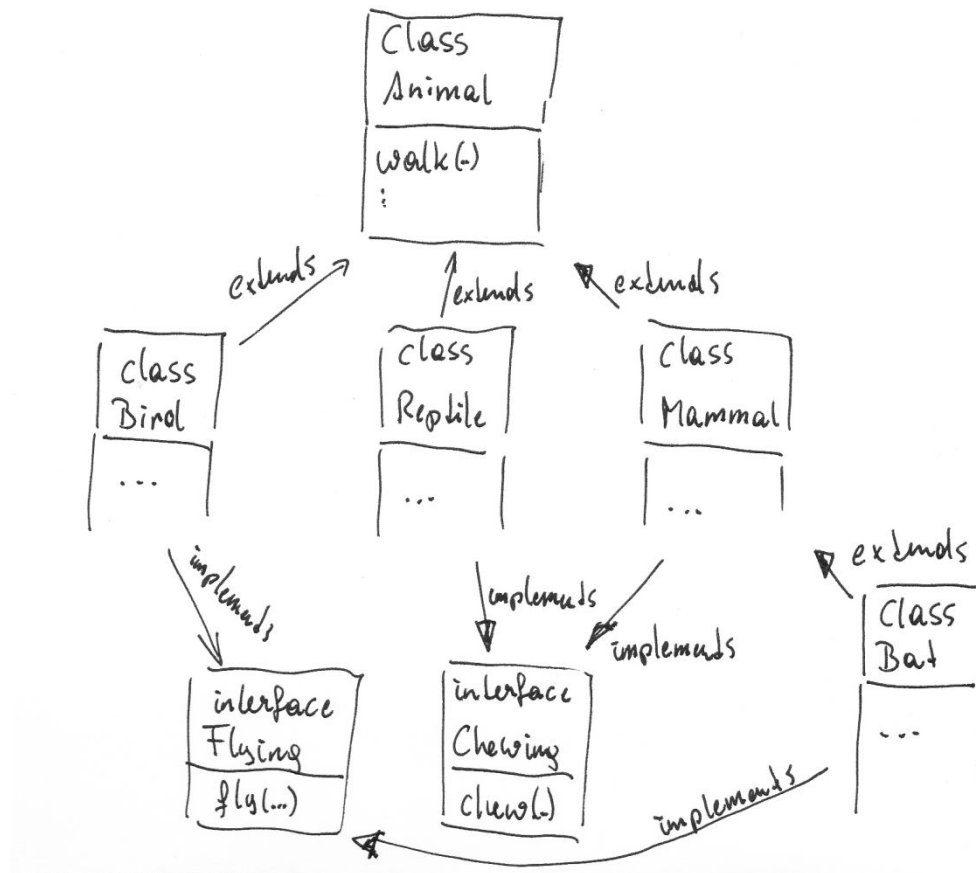 Class
Animal
walk(..)
:
extends
extends
extends
class
Bird
...
class
Reptile
...
class
Mammal
...
implements
implements
implements
extends
class
Bat
...
interface
Flying
fly(...)
interface
Chewing
chew(..)
implements